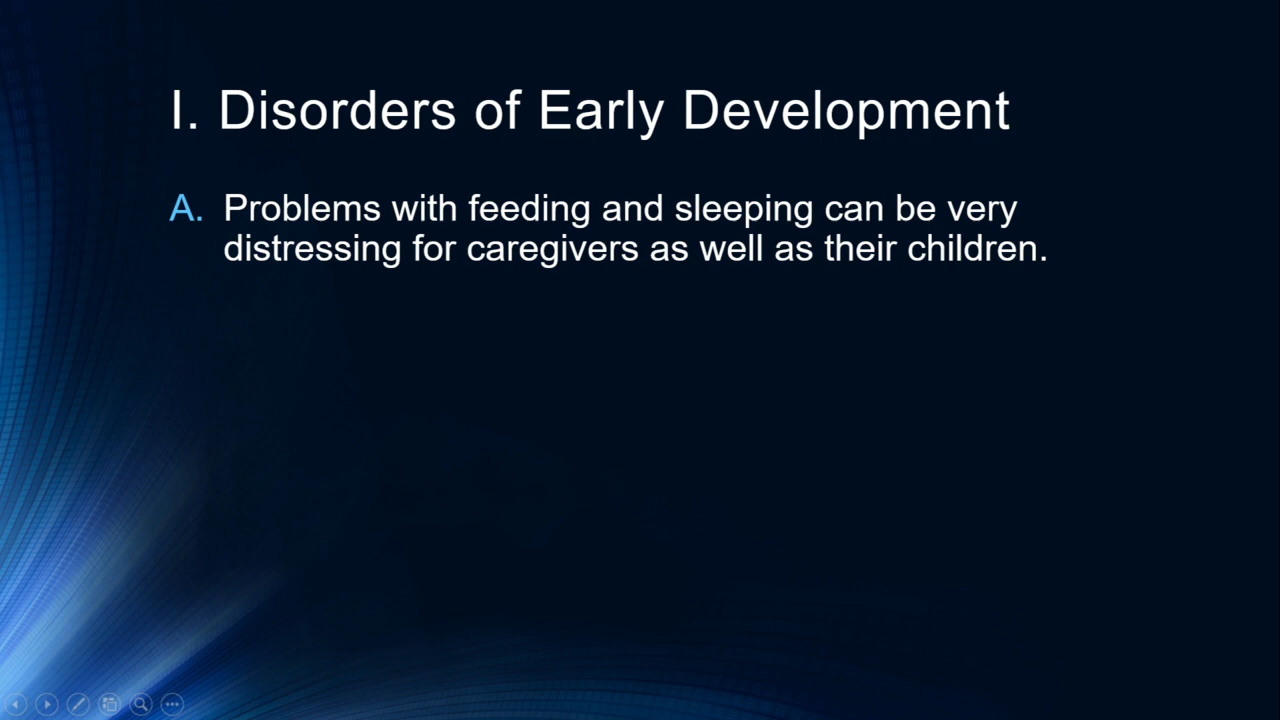 I. Disorders of Early Development
A. Problems with feeding and sleeping can be very
distressing for caregivers as well as their children.